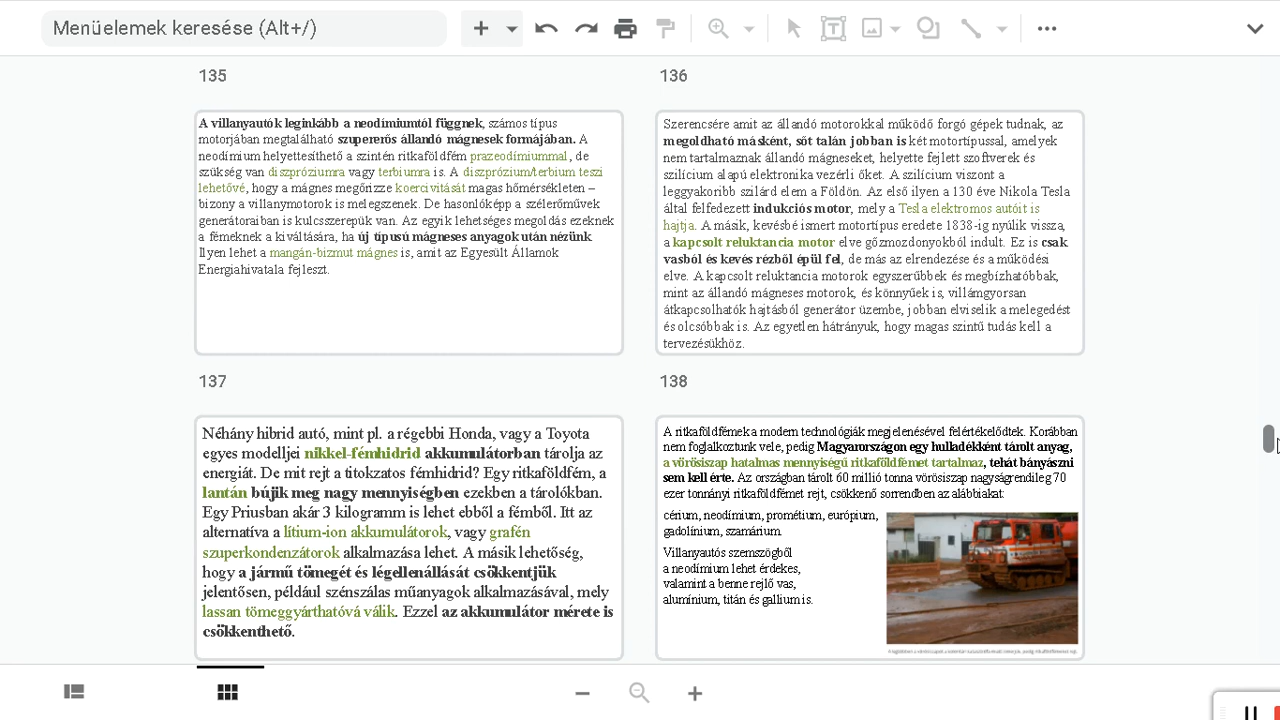 Menüelemek keresése (Alt+/)
135
A villanyautók leginkább a neodímiumtól függnek, számos típus
motorjában megtalálható szupererős állandó mágnesek formájában. A
neodímium helyettesíthető a szintén ritkaföldfém prazeodímiummal, de
szükség van diszpróziumra vagy terbiumra is. A diszprózium/terbium teszi
lehetővé, hogy a mágnes megőrizze koercivitását magas hőmérsékleten –
bizony a villanymotorok is melegszenek. De hasonlóképp a szélerőművek
generátoraiban is kulcsszerepük van. Az egyik lehetséges megoldás ezeknek
a fémeknek a kiváltására, ha új típusú mágneses anyagok után nézünk.
Ilyen lehet a mangán-bizmut mágnes is, amit az Egyesült Államok
Energiahivatala fejleszt.
136
Szerencsére amit az állandó motorokkal működő forgó gépek tudnak, az
megoldható másként, sőt talán jobban is két motortípussal, amelyek
nem tartalmaznak állandó mágneseket, helyette fejlett szoftverek és
szilícium alapú elektronika vezérli őket. A szilícium viszont a
leggyakoribb szilárd elem a Földön. Az első ilyen a 130 éve Nikola Tesla
által felfedezett indukciós motor, mely a Tesla elektromos autóit is
hajtja. A másik, kevésbé ismert motortípus eredete 1838-ig nyúlik vissza,
a kapcsolt reluktancia motor elve gőzmozdonyokból indult. Ez is csak
vasból és kevés rézből épül fel, de más az elrendezése és a működési
elve. A kapcsolt reluktancia motorok egyszerűbbek és megbízhatóbbak,
mint az állandó mágneses motorok, és könnyűek is, villámgyorsan
átkapcsolhatók hajtásból generátor üzembe, jobban elviselik a melegedést
és olcsóbbak is. Az egyetlen hátrányuk, hogy magas szintű tudás kell a
tervezésükhöz.
137
Néhány hibrid autó, mint pl. a régebbi Honda, vagy a Toyota
egyes modelljei nikkel-fémhidrid akkumulátorban tárolja az
energiát. De mit rejt a titokzatos fémhidrid? Egy ritkaföldfém, a
lantán bújik meg nagy mennyiségben ezekben a tárolókban.
Egy Priusban akár 3 kilogramm is lehet ebből a fémből. Itt az
alternatíva a lítium-ion akkumulátorok, vagy grafén
szuperkondenzátorok alkalmazása lehet. A másik lehetőség,
hogy a jármű tömegét és légellenállását csökkentjük
jelentősen, például szénszálas műanyagok alkalmazásával, mely
lassan tömeggyárthatóvá válik. Ezzel az akkumulátor mérete is
csökkenthető.
138
A ritkaföldfémek a modern technológiák megjelenésével felértékelődtek. Korábban
nem foglalkoztunk vele, pedig Magyarországon egy hulladékként tárolt anyag,
a vörösiszap hatalmas mennyiségű ritkaföldfémet tartalmaz, tehát bányászni
sem kell érte. Az országban tárolt 60 millió tonna vörösiszap nagyságrendileg 70
ezer tonnányi ritkaföldfémet rejt, csökkenő sorrendben az alábbiakat:
cérium, neodímium, prométium, európium,
gadolínium, szamárium.
Villanyautós szemszögből
a neodímium lehet érdekes,
valamint a benne rejlő vas,
alumínium, titán és gallium is.